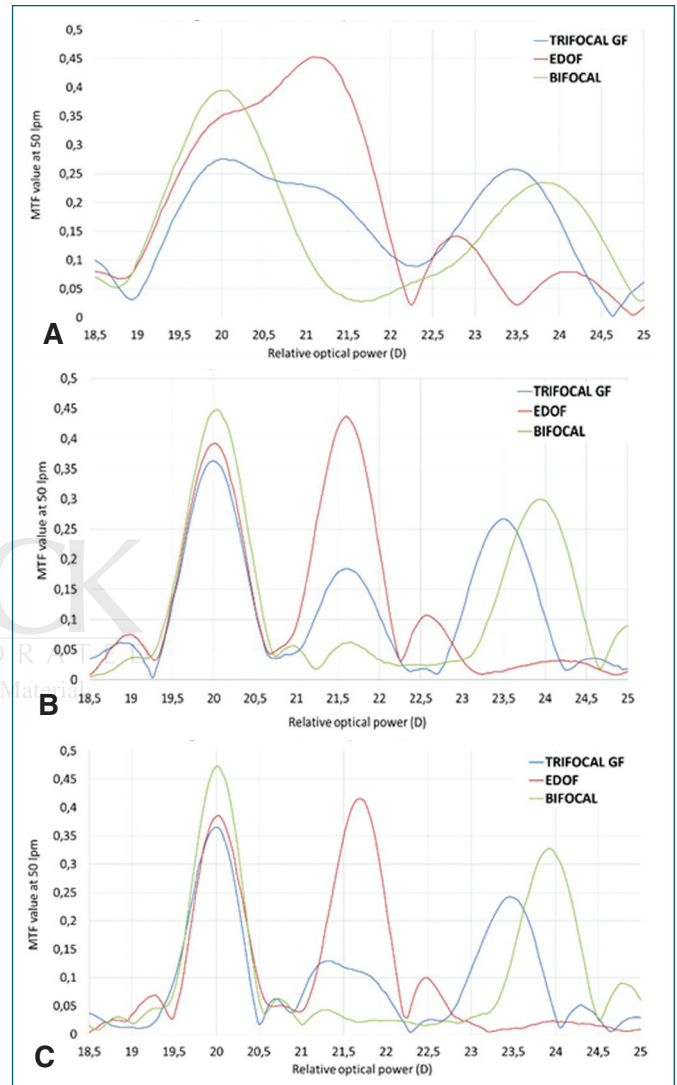 0,5
TRIFOCAL GF
0,45
EDOF
0,4
BIFOCAL
0,35
0,3
0,25
0,2
0,15
0,1
0,05
0
MTF value at 50 lpm
18,5 19 19,5 20 20,5 21 21,5 22 22,5 23 23,5 24 24,5 25
A
Relative optical power (D)
0,5
TRIFOCAL GF
0,45
EDOF
0,4
BIFOCAL
0,35
0,3
0,25
0,2
0,15
0,1
0,05
0
MTF value at 50 lpm
18,5 19 19,5 20 20,5 21 21,5 22 22,5 23 23,5 24 24,5 25
B
Relative optical power (D)
0,5
TRIFOCAL GF
0,45
EDOF
0,4
BIFOCAL
0,35
0,3
0,25
0,2
0,15
0,1
0,05
0
MTF value at 50 lpm
18,5 19 19,5 20 20,5 21 21,5 22 22,5 23 23,5 24 24,5 25
C
Relative optical power (D)
CK
ORATE
Material